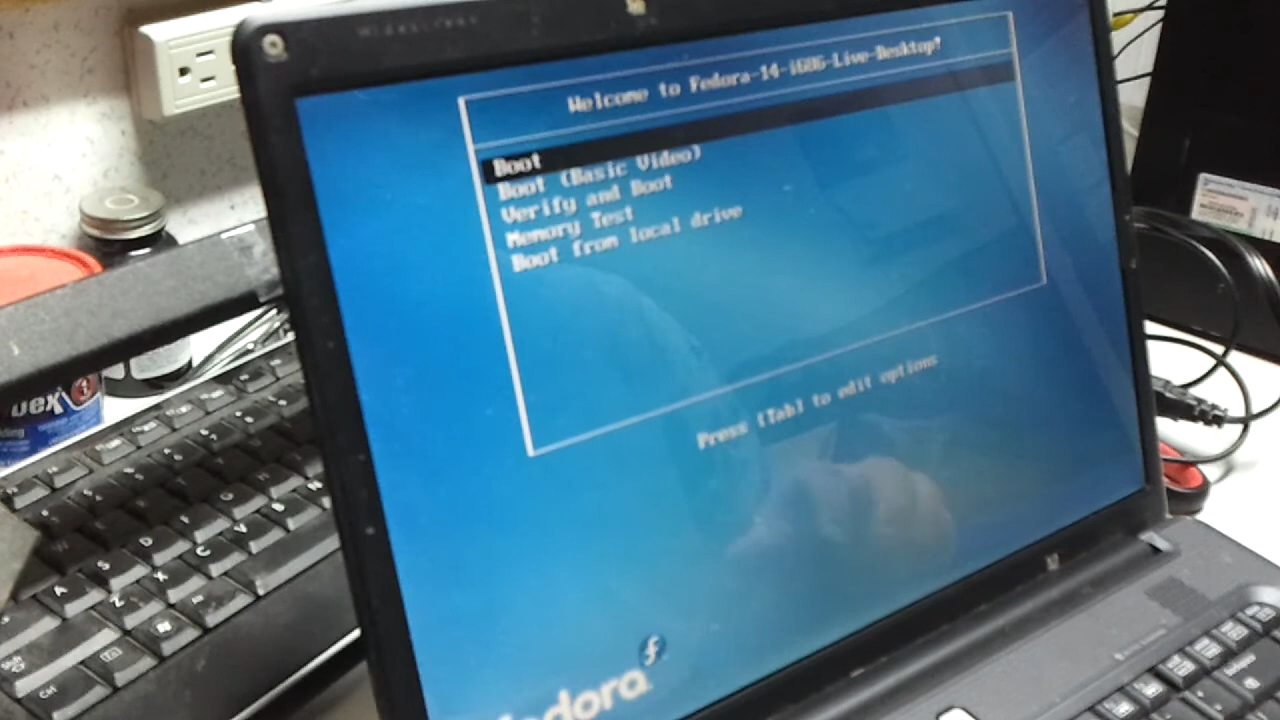 Welcome to Fedora-14-i686-Live-Desktop!
Boot
Boot (Basic Video)
Verify and Boot
Memory Test
Boot from local drive
Press [Tab] to edit options
fedora
hp
A
S
D
Z
X
C
V
B